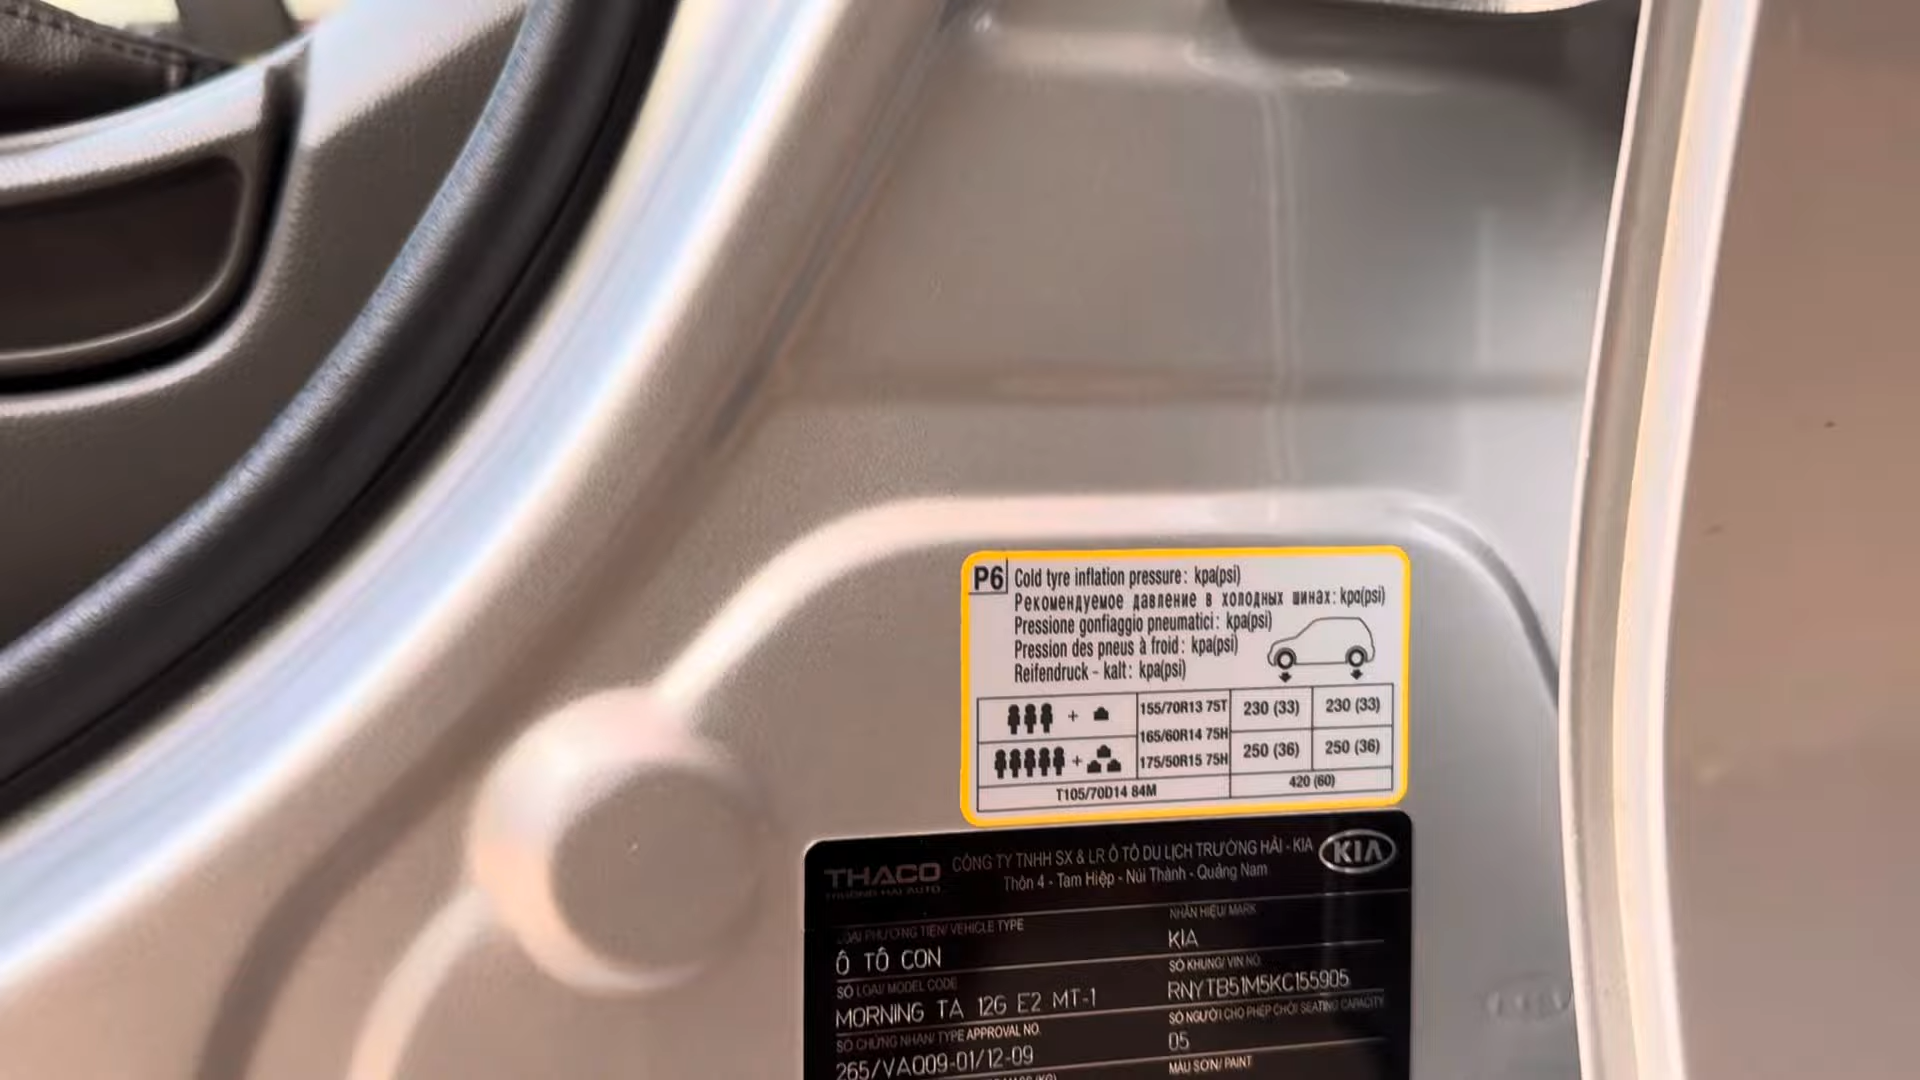 P6
Cold tyre inflation pressure: kpa(psi)
Рекомендуемое давление в холодных шинах: kpa(psi)
Pressione gonfiaggio pneumatici: kpa(psi)
Pression des pneus à froid: kpa(psi)
Reifendruck - kalt: kpa(psi)
+ 155/70R13 75T 230 (33) 230 (33)
165/60R14 75H
+ 175/50R15 75H 250 (36) 250 (36)
T105/70D14 84M 420 (60)
THACO CÔNG TY TNHH SX & LR Ô TÔ DU LỊCH TRƯỜNG HẢI - KIA KIA
TRUONG HAI AUTO Thôn 4 - Tam Hiệp - Núi Thành - Quảng Nam
LOẠI PHƯƠNG TIỆN/ VEHICLE TYPE NHÃN HIỆU/ MARK
Ô TÔ CON KIA
SỐ LOẠI/ MODEL CODE SỐ KHUNG/ VIN NO.
MORNING TA 12G E2 MT-1 RNYTB51M5KC155905
SỐ CHỨNG NHẬN/ TYPE APPROVAL NO. SỐ NGƯỜI CHO PHÉP CHỞ/ SEATING CAPACITY
265/VAQ09-01/12-09 05
MÀU SƠN/ PAINT